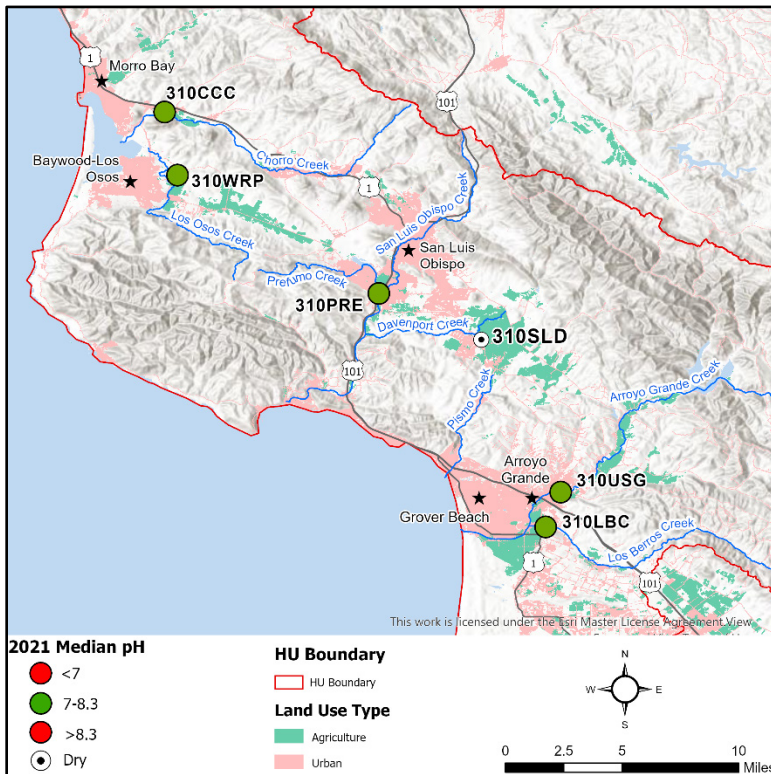 1
Morro Bay
310CCC
101
Chorro Creek
Baywood-Los
Osos
310WRP
1
Los Osos Creek
San Luis Obispo Creek
San Luis
Obispo
Prefumo Creek
310PRE
Davenport Creek
310SLD
101
Pismo Creek
Arroyo Grande Creek
Arroyo
Grande
310USG
Grover Beach
310LBC
Los Berros Creek
1
101
This work is licensed under the Esri Master License Agreement.View
2021 Median pH
<7
7-8.3
>8.3
Dry
HU Boundary
HU Boundary
Land Use Type
Agriculture
Urban
N
W
E
S
0 2.5 5 10
Miles